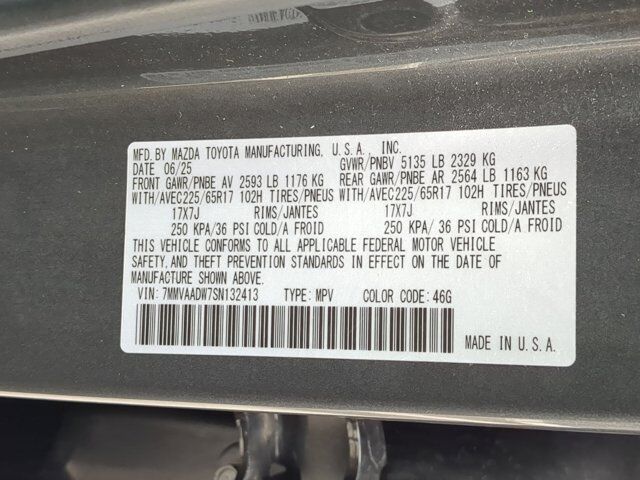 MFD. BY MAZDA TOYOTA MANUFACTURING, U.S.A., INC.
DATE 06/25 GVWR/PNBV 5135 LB 2329 KG
FRONT GAWR/PNBE AV 2593 LB 1176 KG REAR GAWR/PNBE AR 2564 LB 1163 KG
WITH/AVEC225/65R17 102H TIRES/PNEUS WITH/AVEC225/65R17 102H TIRES/PNEUS
17X7J RIMS/JANTES 17X7J RIMS/JANTES
250 KPA/ 36 PSI COLD/A FROID 250 KPA/ 36 PSI COLD/A FROID
THIS VEHICLE CONFORMS TO ALL APPLICABLE FEDERAL MOTOR VEHICLE
SAFETY, AND THEFT PREVENTION STANDARDS IN EFFECT ON THE DATE OF
MANUFACTURE SHOWN ABOVE.
VIN: 7MMVAADW7SN132413 TYPE: MPV COLOR CODE: 46G
MADE IN U.S.A.